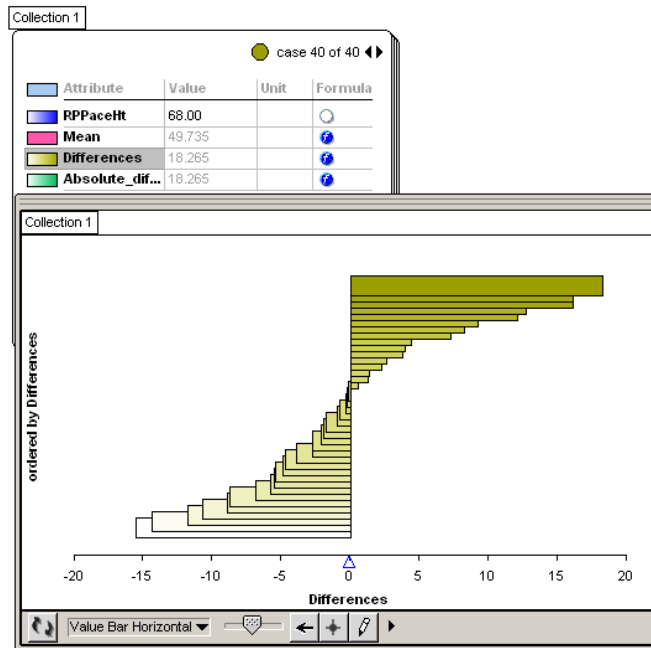 Collection 1
case 40 of 40
Attribute Value Unit Formula
RPPaceHt 68.00
Mean 49.735
Differences 18.265
Absolute_dif... 18.265
Collection 1
ordered by Differences
-20 -15 -10 -5 0 5 10 15 20
Differences
Value Bar Horizontal